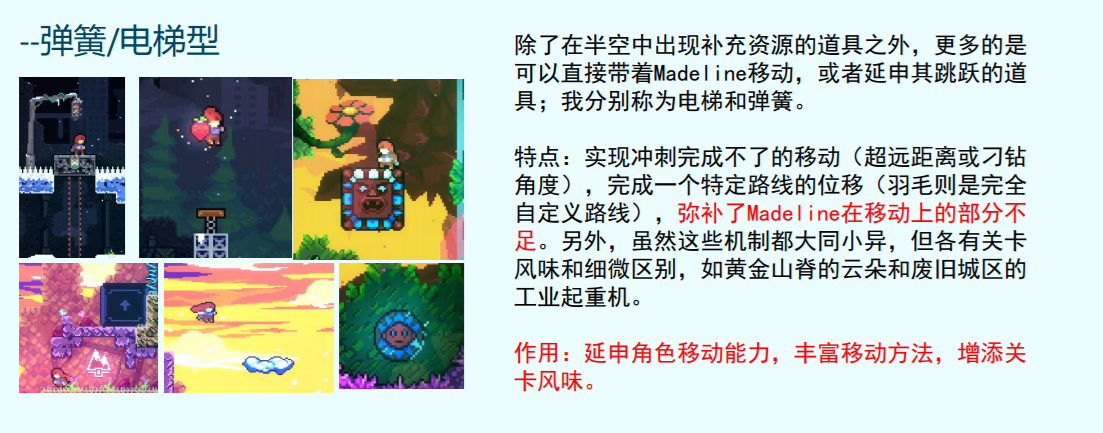 --弹簧/电梯型
除了在半空中出现补充资源的道具之外，更多的是
可以直接带着Madeline移动，或者延申其跳跃的道
具；我分别称为电梯和弹簧。
特点：实现冲刺完成不了的移动（超远距离或刁钻
角度），完成一个特定路线的位移（羽毛则是完全
自定义路线），弥补了Madeline在移动上的部分不
足。另外，虽然这些机制都大同小异，但各有关卡
风味和细微区别，如黄金山脊的云朵和废旧城区的
工业起重机。
作用：延申角色移动能力，丰富移动方法，增添关
卡风味。